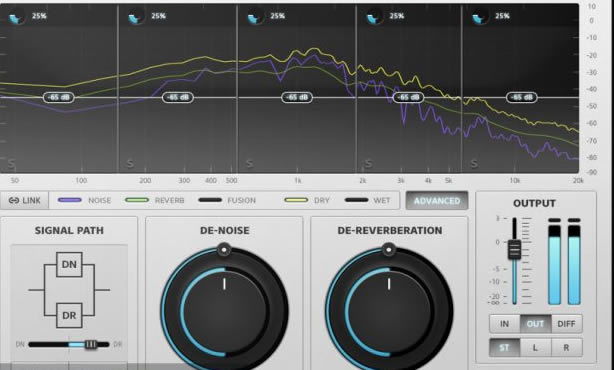 25% 25% 25% 25% 25% 10
0
-10
-20
-30
-40
-65 dB -65 dB -65 dB -65 dB -65 dB -50
-60
-70
-80
S S S S S -90
50 100 200 300 400 500 1k 2k 3k 4k 5k 10k 20k
LINK NOISE REVERB FUSION DRY WET ADVANCED
SIGNAL PATH DE-NOISE DE-REVERBERATION OUTPUT
3
0
-5
-10
-20
-∞
DN
DR
DN DR
IN OUT DIFF
ST L R